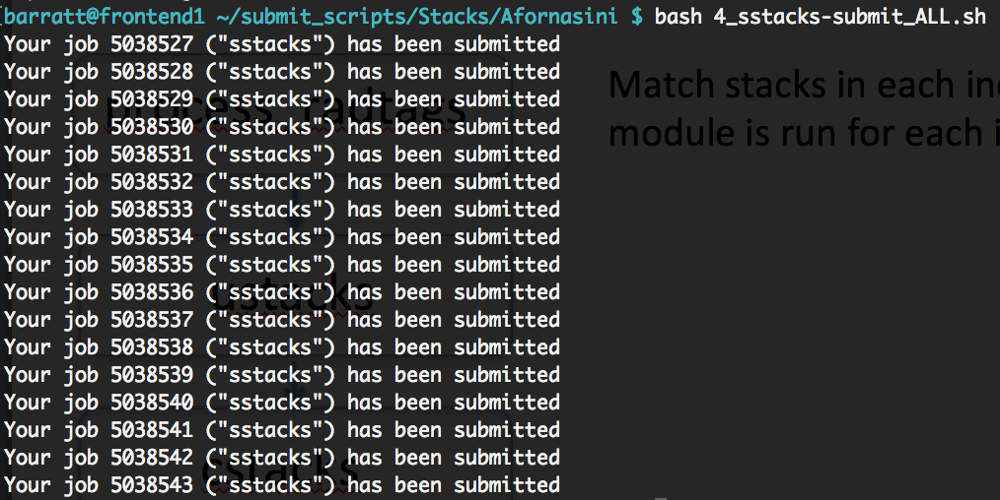 [barratt@frontend1 ~/submit_scripts/Stacks/Afornasini $ bash 4_sstacks-submit_ALL.sh
Your job 5038527 ("sstacks") has been submitted
Your job 5038528 ("sstacks") has been submitted
Your job 5038529 ("sstacks") has been submitted
Your job 5038530 ("sstacks") has been submitted
Your job 5038531 ("sstacks") has been submitted
Your job 5038532 ("sstacks") has been submitted
Your job 5038533 ("sstacks") has been submitted
Your job 5038534 ("sstacks") has been submitted
Your job 5038535 ("sstacks") has been submitted
Your job 5038536 ("sstacks") has been submitted
Your job 5038537 ("sstacks") has been submitted
Your job 5038538 ("sstacks") has been submitted
Your job 5038539 ("sstacks") has been submitted
Your job 5038540 ("sstacks") has been submitted
Your job 5038541 ("sstacks") has been submitted
Your job 5038542 ("sstacks") has been submitted
Your job 5038543 ("sstacks") has been submitted
process_radtags
ustacks
cstacks
Match stacks in each
module is run for each